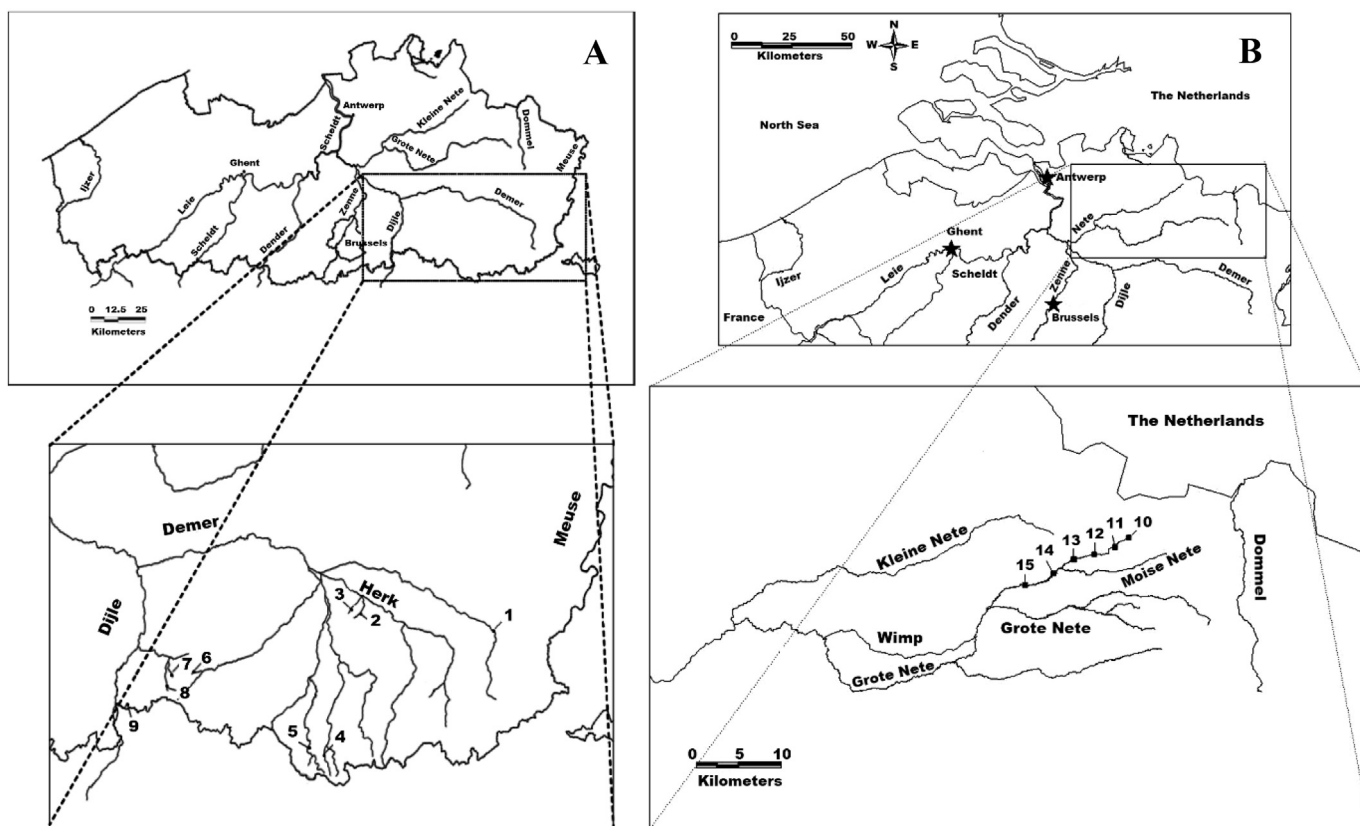 A
Antwerp
Scheldt
Kleine Nete
Grote Nete
Dommel
Meuse
Ijzer
Ghent
Leie
Scheldt
Dender
Zenne
Brussels
Dijle
Demer
0 12.5 25
Kilometers
Demer
Meuse
Dijle
Herk
1
2
3
4
5
6
7
8
9
B
0 25 50
Kilometers
N
W E
S
The Netherlands
North Sea
Antwerp
Ghent
Nete
Ijzer
Leie
Scheldt
Dender
Zenne
Dijle
Demer
France
Brussels
The Netherlands
Kleine Nete
10
11
12
13
14
15
Moise Nete
Dommel
Wimp
Grote Nete
Grote Nete
0 5 10
Kilometers